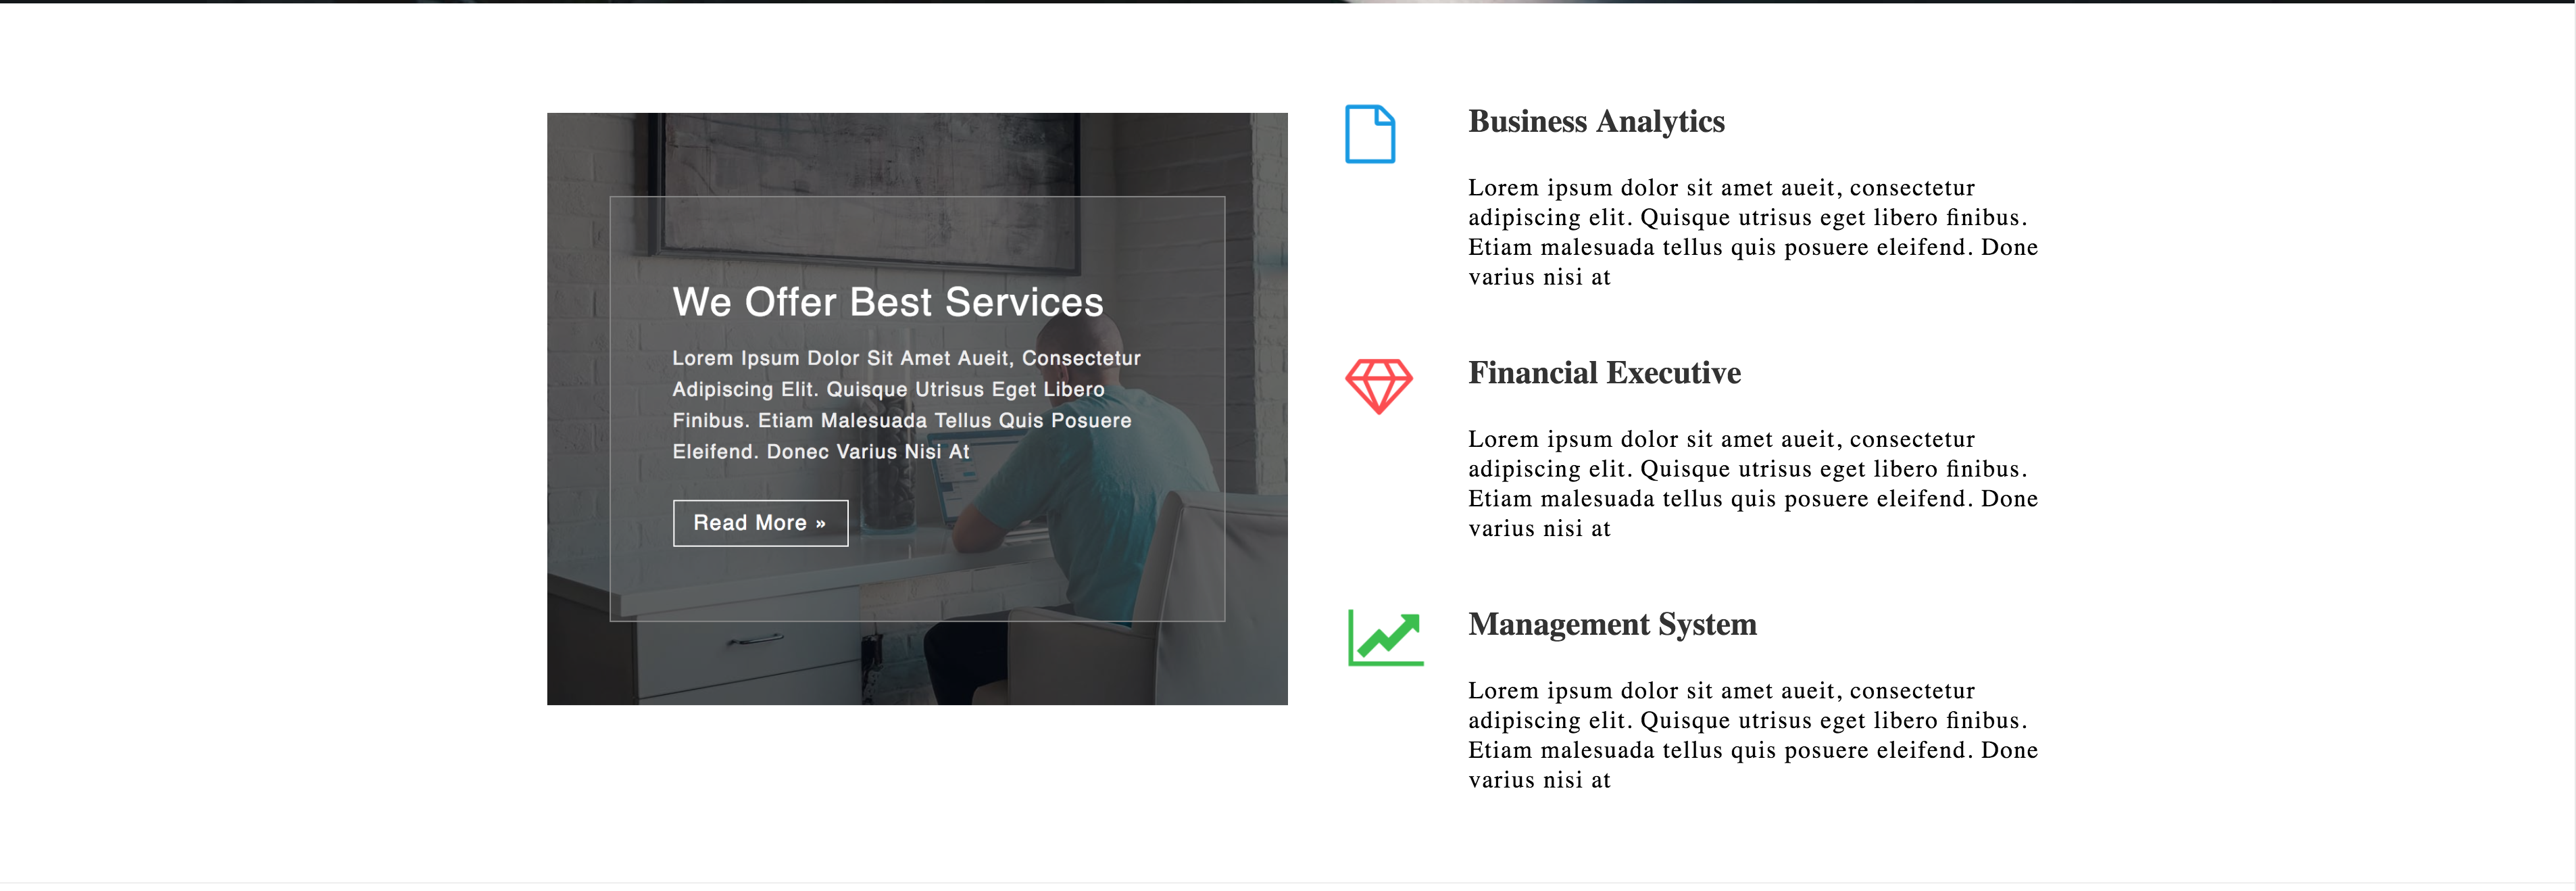 We Offer Best Services
Lorem Ipsum Dolor Sit Amet Aueit, Consectetur
Adipiscing Elit. Quisque Utrisus Eget Libero
Finibus. Etiam Malesuada Tellus Quis Posuere
Eleifend. Donec Varius Nisi At
Read More »
Business Analytics
Lorem ipsum dolor sit amet aueit, consectetur
adipiscing elit. Quisque utrisus eget libero finibus.
Etiam malesuada tellus quis posuere eleifend. Done
varius nisi at
Financial Executive
Lorem ipsum dolor sit amet aueit, consectetur
adipiscing elit. Quisque utrisus eget libero finibus.
Etiam malesuada tellus quis posuere eleifend. Done
varius nisi at
Management System
Lorem ipsum dolor sit amet aueit, consectetur
adipiscing elit. Quisque utrisus eget libero finibus.
Etiam malesuada tellus quis posuere eleifend. Done
varius nisi at